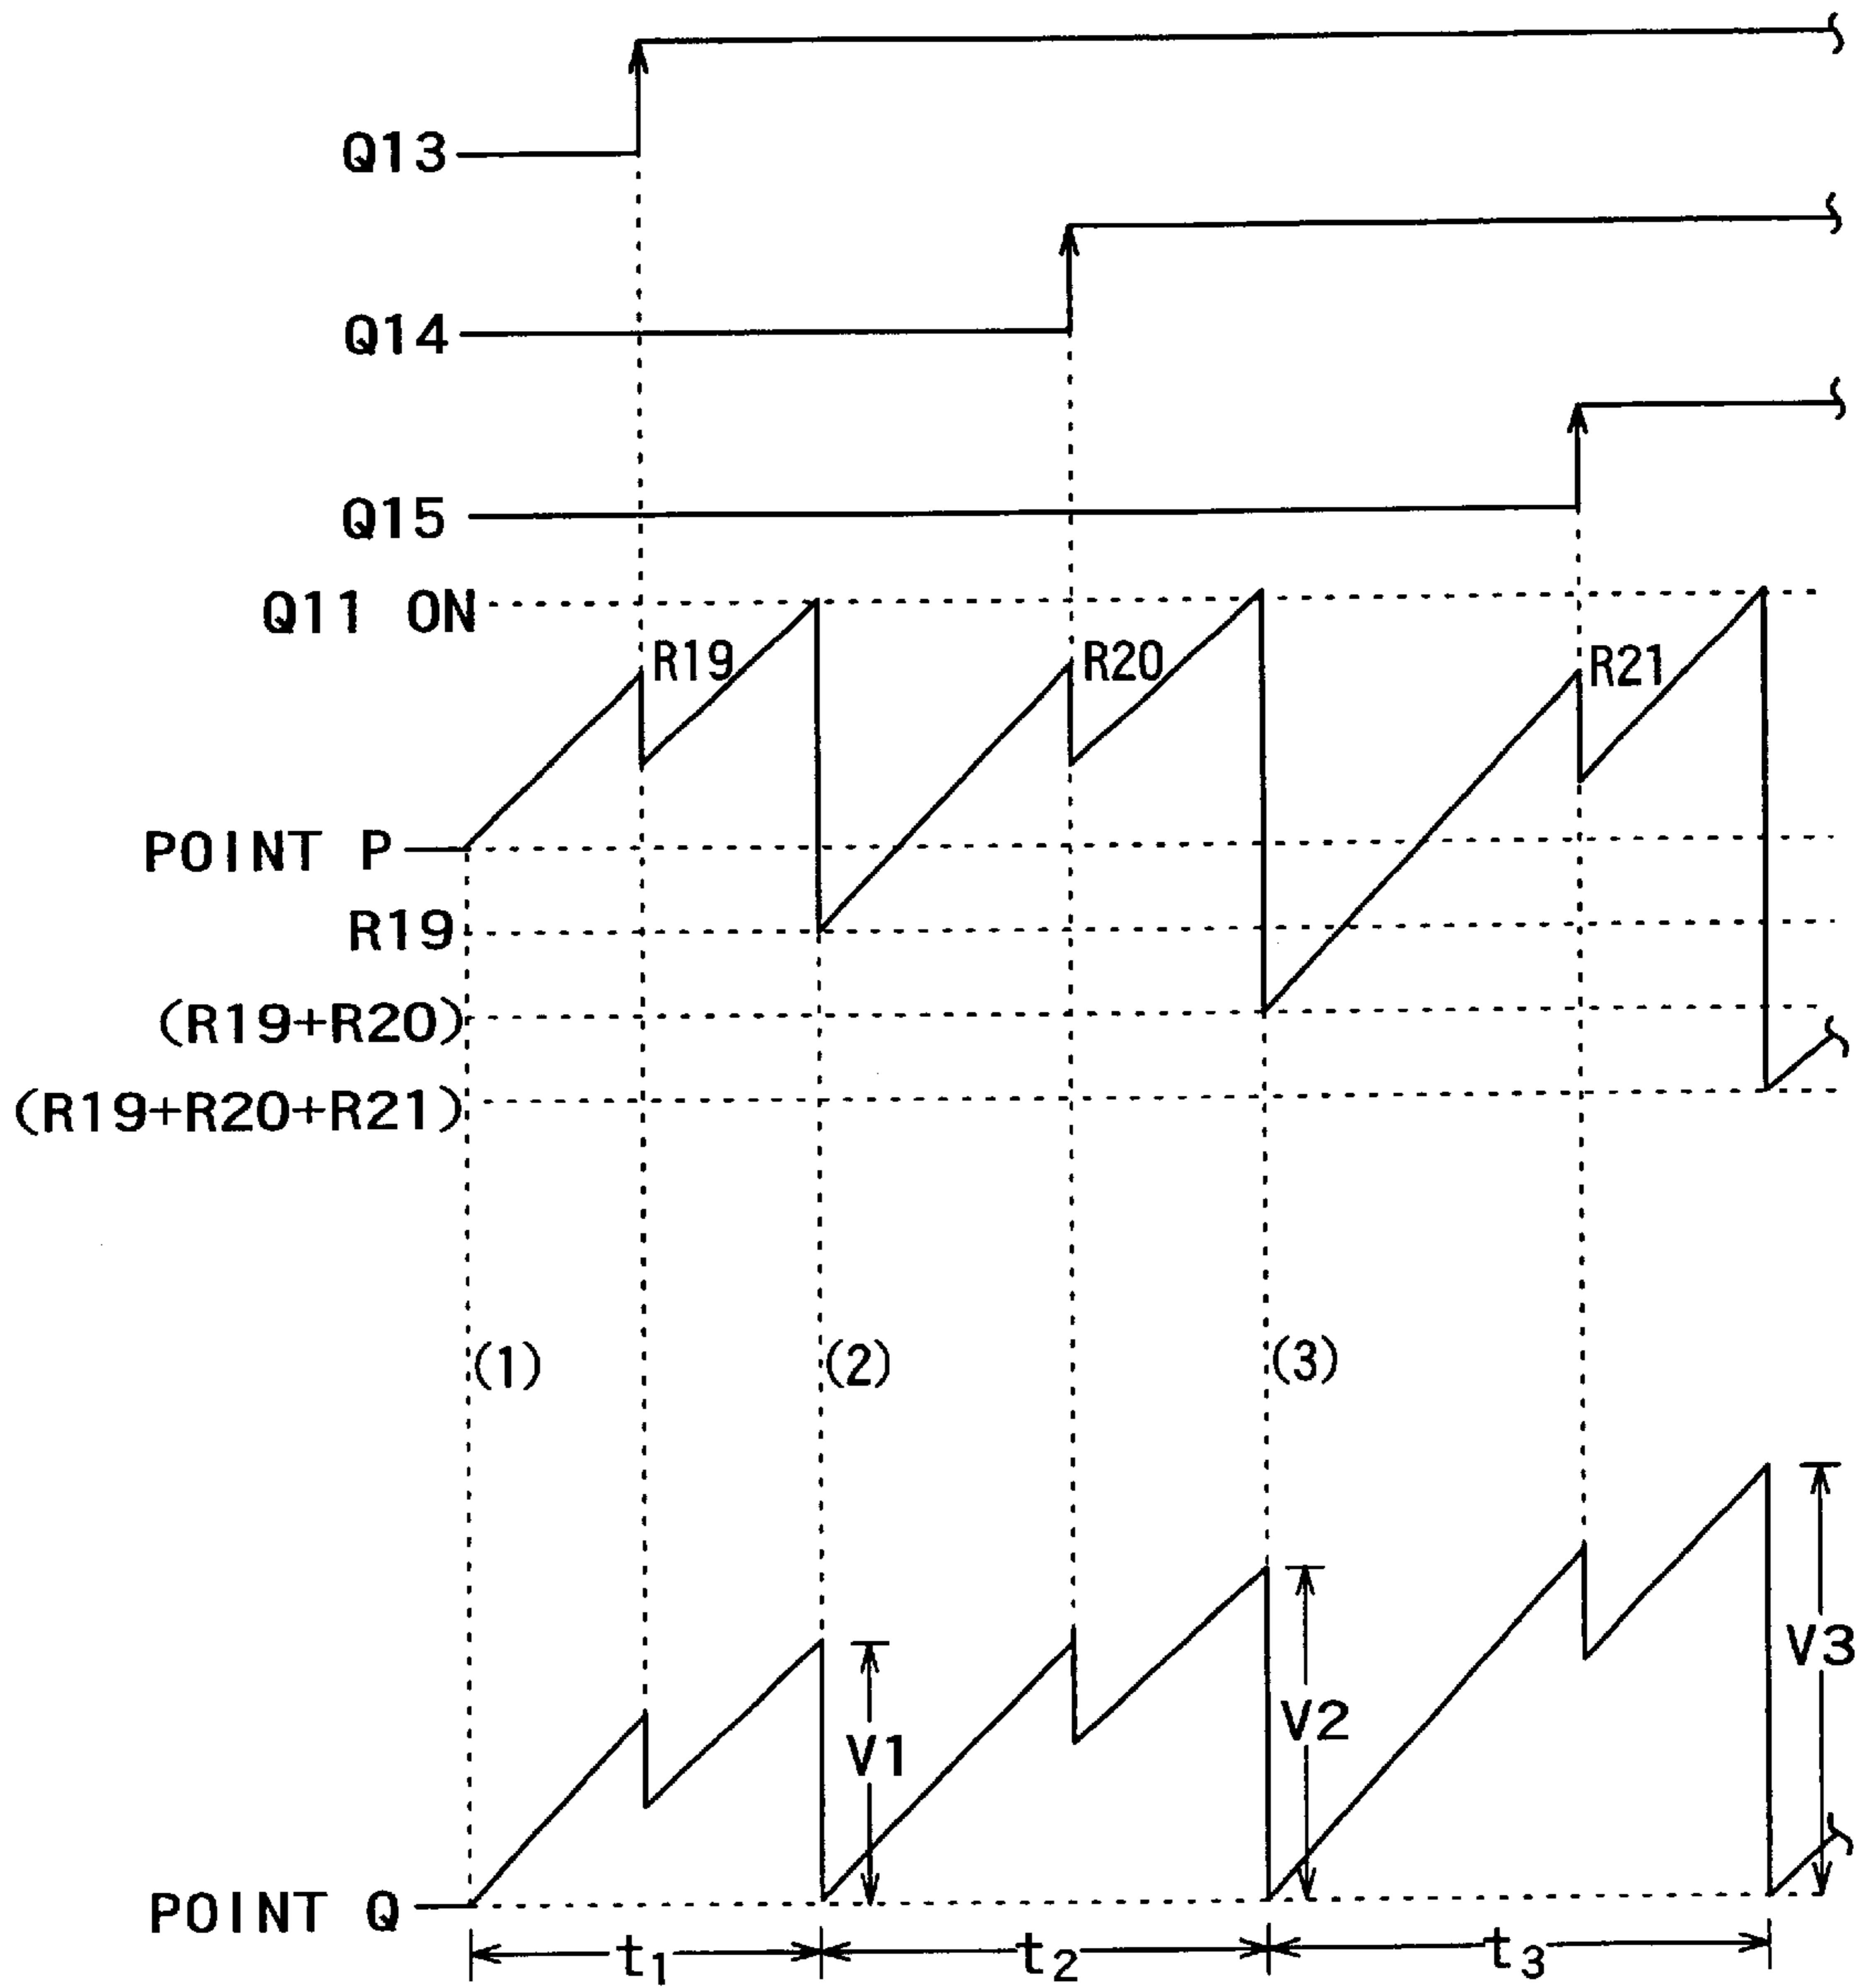 Q13
Q14
Q15
Q11 ON
R19
R20
R21
POINT P
R19
(R19+R20)
(R19+R20+R21)
(1)
(2)
(3)
V1
V2
V3
POINT Q
t1
t2
t3